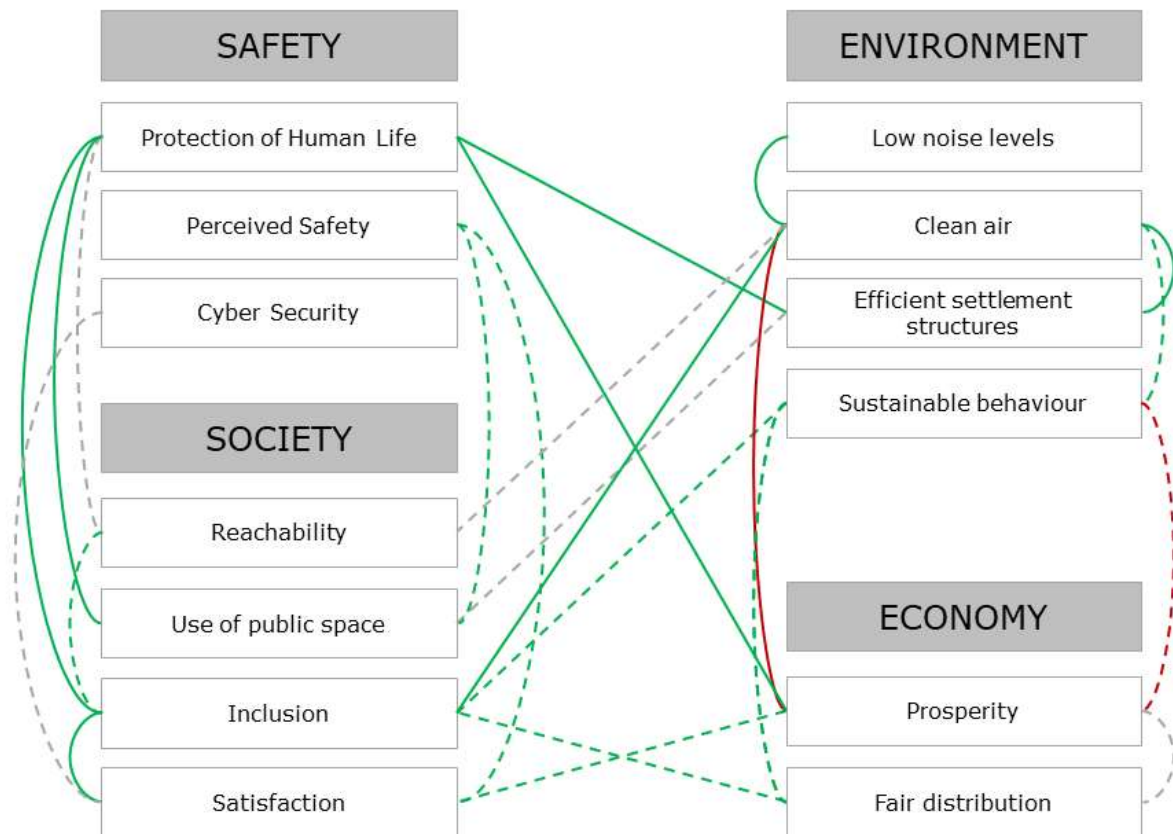 SAFETY
Protection of Human Life
Perceived Safety
Cyber Security
SOCIETY
Reachability
Use of public space
Inclusion
Satisfaction
ENVIRONMENT
Low noise levels
Clean air
Efficient settlement
structures
Sustainable behaviour
ECONOMY
Prosperity
Fair distribution